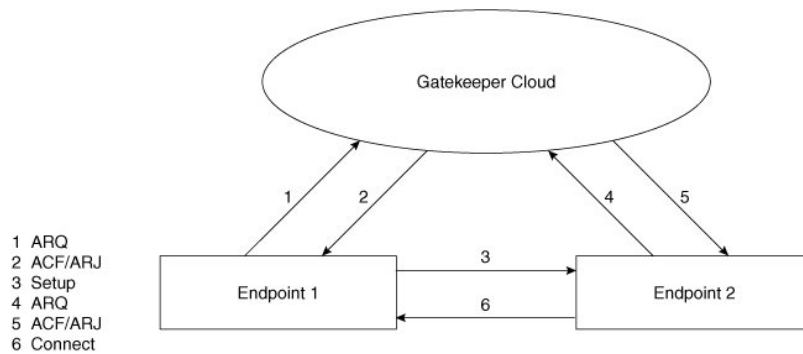 Gatekeeper Cloud
1
2
4
5
1 ARQ
2 ACF/ARJ
3 Setup
4 ARQ
5 ACF/ARJ
6 Connect
Endpoint 1
3
6
Endpoint 2